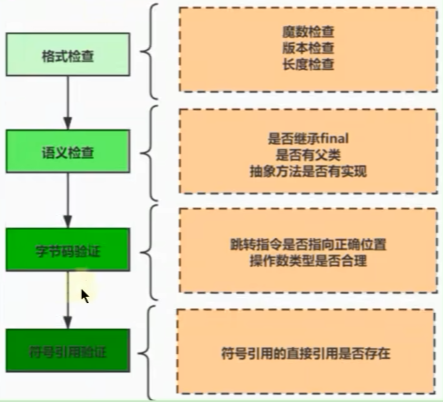 格式检查
魔数检查
版本检查
长度检查
语义检查
是否继承final
是否有父类
抽象方法是否有实现
字节码验证
跳转指令是否指向正确位置
操作数类型是否合理
符号引用验证
符号引用的直接引用是否存在